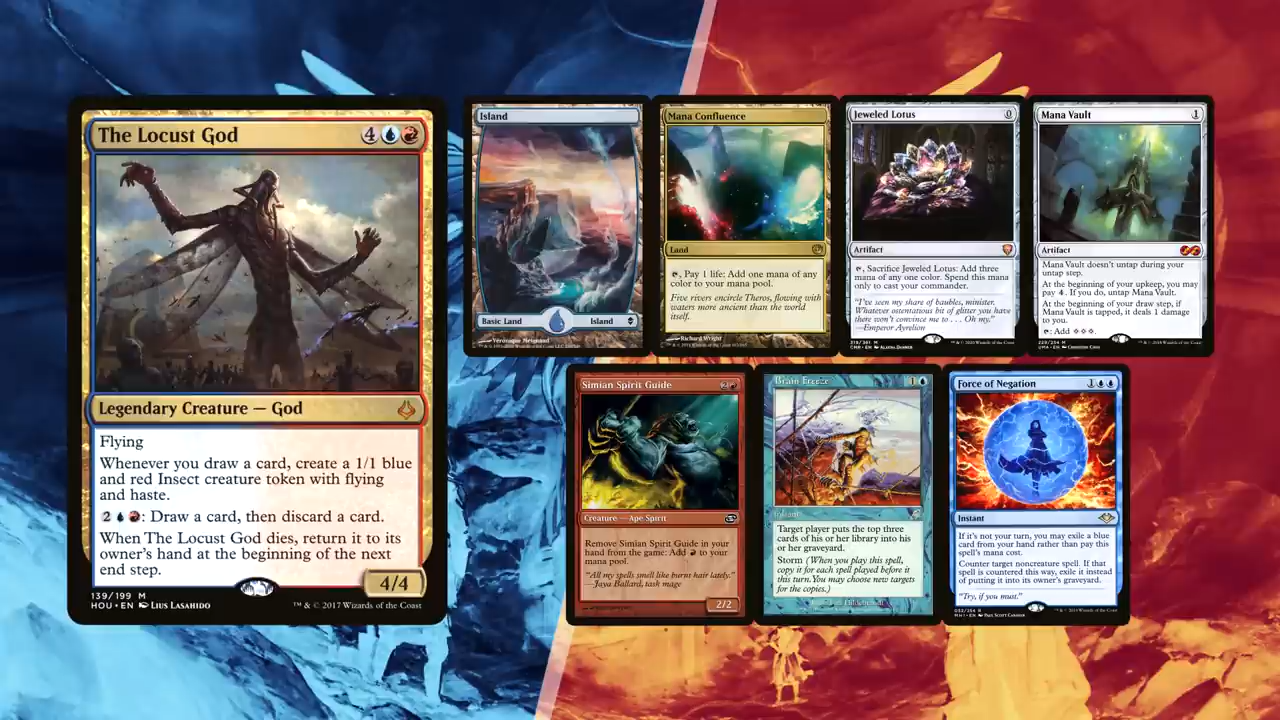 The Locust God
4
Legendary Creature — God
Flying
Whenever you draw a card, create a 1/1 blue
and red Insect creature token with flying
and haste.
2 : Draw a card, then discard a card.
When The Locust God dies, return it to its
owner's hand at the beginning of the next
end step.
4/4
139/199 M
HOU • EN Lius Lasahido
™ & © 2017 Wizards of the Coast
Island
Basic Land Island
Mana Confluence
Land
, Pay 1 life: Add one mana of any
color to your mana pool.
Five rivers encircle Theros, flowing with
waters more ancient than the world
itself.
Richard Wright
Jeweled Lotus 0
Artifact
, Sacrifice Jeweled Lotus: Add three
mana of any one color. Spend this mana
only to cast your commander.
"I've seen my share of baubles, minister.
Whatever ostentatious bit of glitter you have
there won't convince me to . . . Oh my."
—Emperor Ayrelion
Mana Vault 1
Artifact
Mana Vault doesn't untap during your
untap step.
At the beginning of your upkeep, you may
pay 4. If you do, untap Mana Vault.
At the beginning of your draw step, if
Mana Vault is tapped, it deals 1 damage
to you.
: Add
Simian Spirit Guide 2
Creature — Ape Spirit
Remove Simian Spirit Guide in your
hand from the game: Add to your
mana pool.
"All my spells smell like burnt hair lately."
—Jaya Ballard, task mage
2/2
Brain Freeze 1
Instant
Target player puts the top three
cards of his or her library into his
or her graveyard.
Storm (When you play this spell,
copy it for each spell played before it
this turn. You may choose new targets
for the copies.)
Force of Negation 1
Instant
If it's not your turn, you may exile a blue
card from your hand rather than pay this
spell's mana cost.
Counter target noncreature spell. If that
spell is countered this way, exile it instead
of putting it into its owner's graveyard.
"Try, if you must."